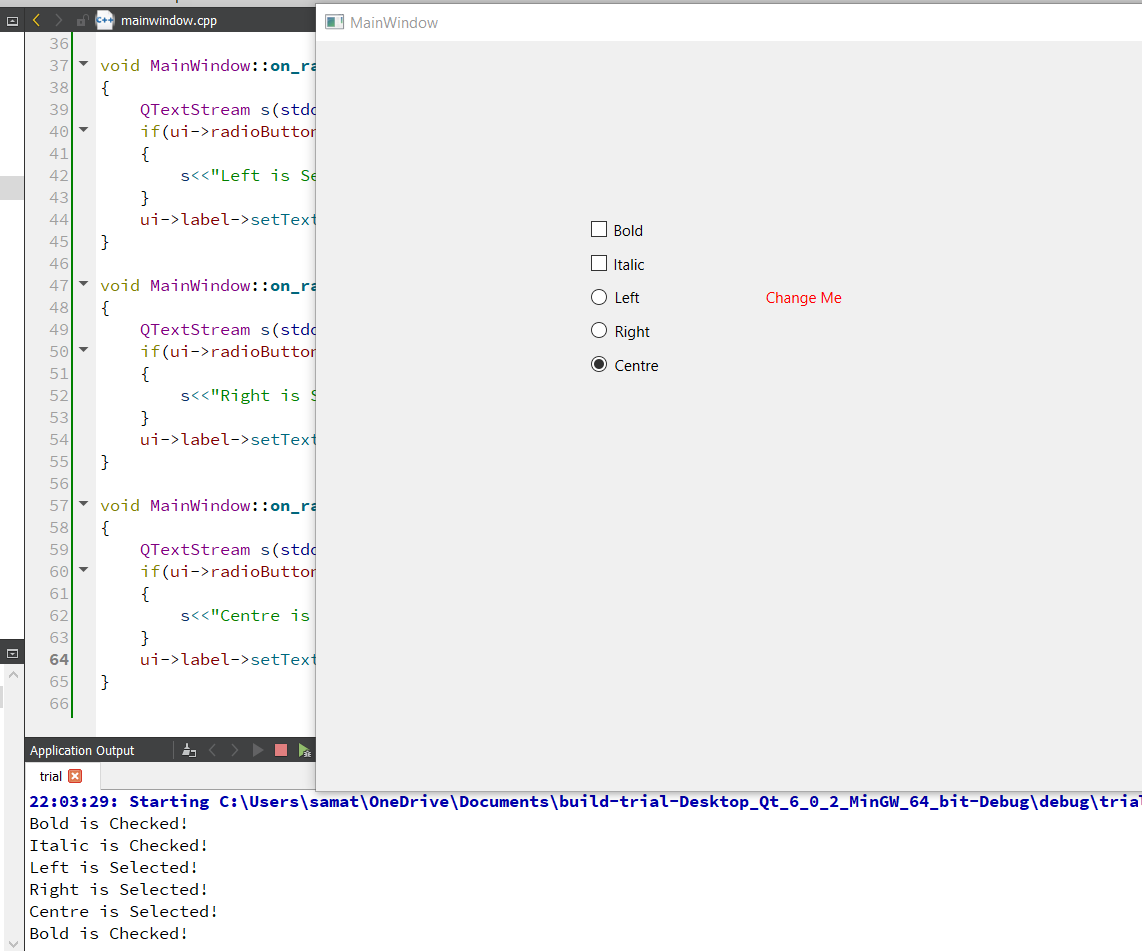 C++ mainwindow.cpp
MainWindow
36
37 void MainWindow::on_ra
38 {
39 QTextStream s(stdo
40 if(ui->radioButton
41 {
42 s<<"Left is Se
43 }
44 ui->label->setText
45 }
46
47 void MainWindow::on_ra
48 {
49 QTextStream s(stdo
50 if(ui->radioButton
51 {
52 s<<"Right is S
53 }
54 ui->label->setText
55 }
56
57 void MainWindow::on_ra
58 {
59 QTextStream s(stdo
60 if(ui->radioButton
61 {
62 s<<"Centre is
63 }
64 ui->label->setText
65 }
66
Bold
Italic
Left
Change Me
Right
Centre
Application Output
trial
22:03:29: Starting C:\Users\samat\OneDrive\Documents\build-trial-Desktop_Qt_6_0_2_MinGW_64_bit-Debug\debug\trial
Bold is Checked!
Italic is Checked!
Left is Selected!
Right is Selected!
Centre is Selected!
Bold is Checked!